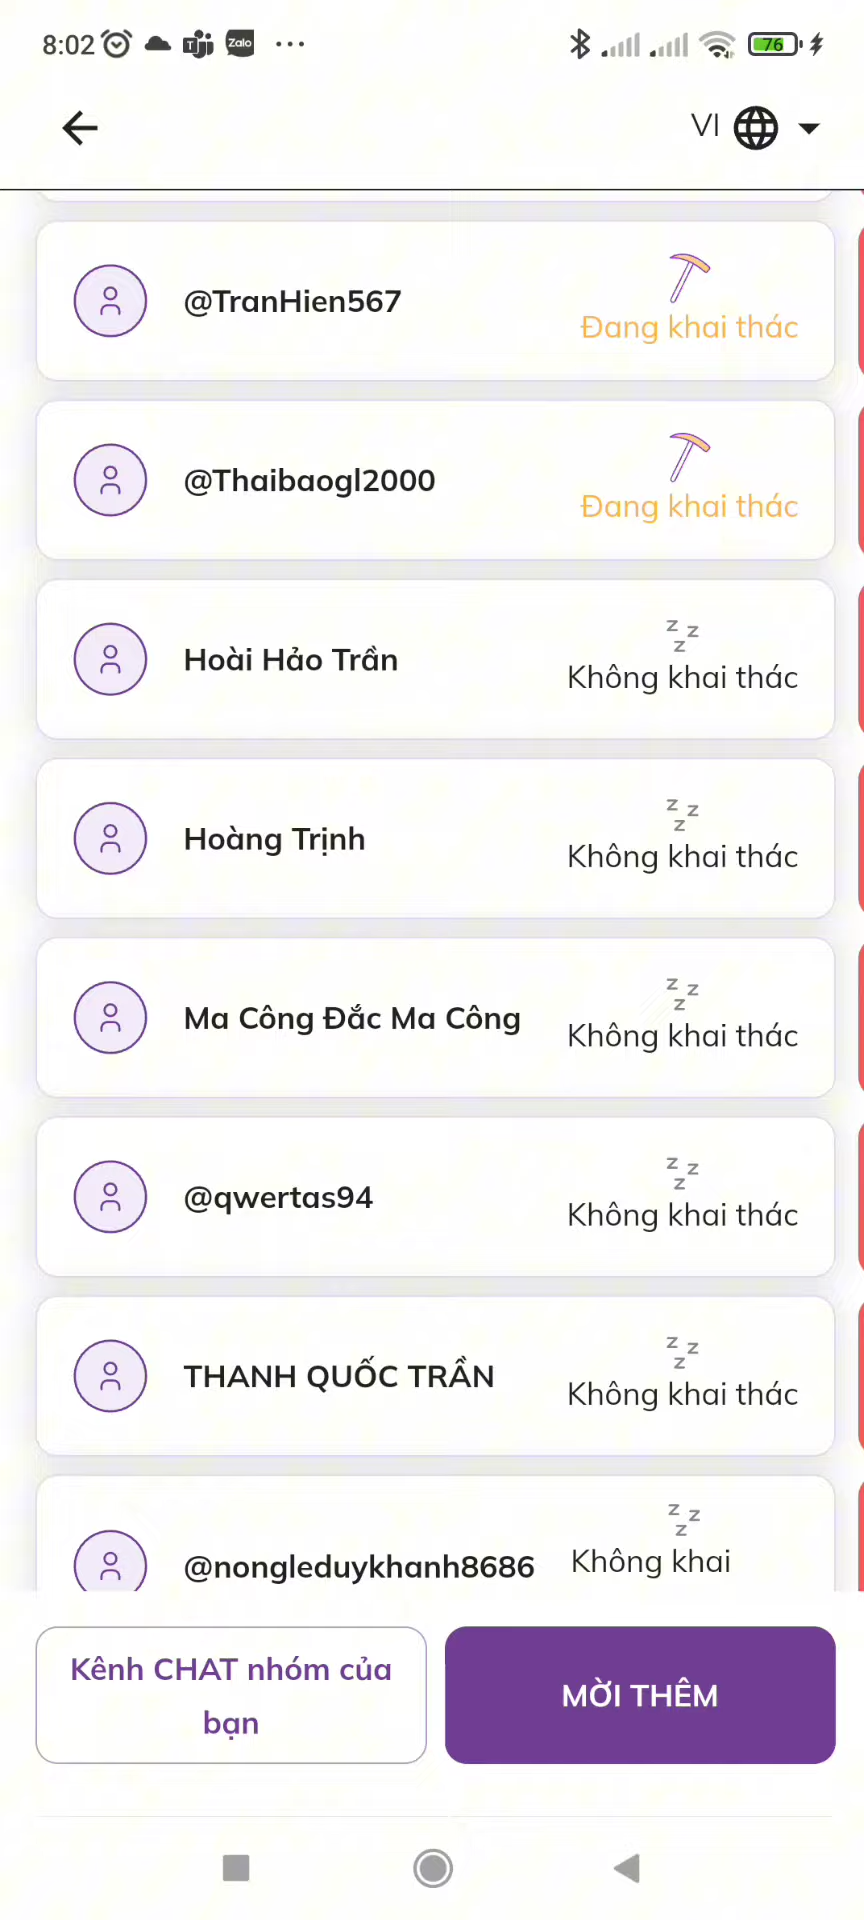 8:02 Zalo ... 76
VI
@TranHien567
Đang khai thác
@Thaibaogl2000
Đang khai thác
z z z
Hoài Hảo Trần
Không khai thác
z z z
Hoàng Trịnh
Không khai thác
z z z
Ma Công Đắc Ma Công
Không khai thác
z z z
@qwertas94
Không khai thác
z z z
THANH QUỐC TRẦN
Không khai thác
z z z
@nongleduykhanh8686 Không khai
Kênh CHAT nhóm của
bạn
MỜI THÊM